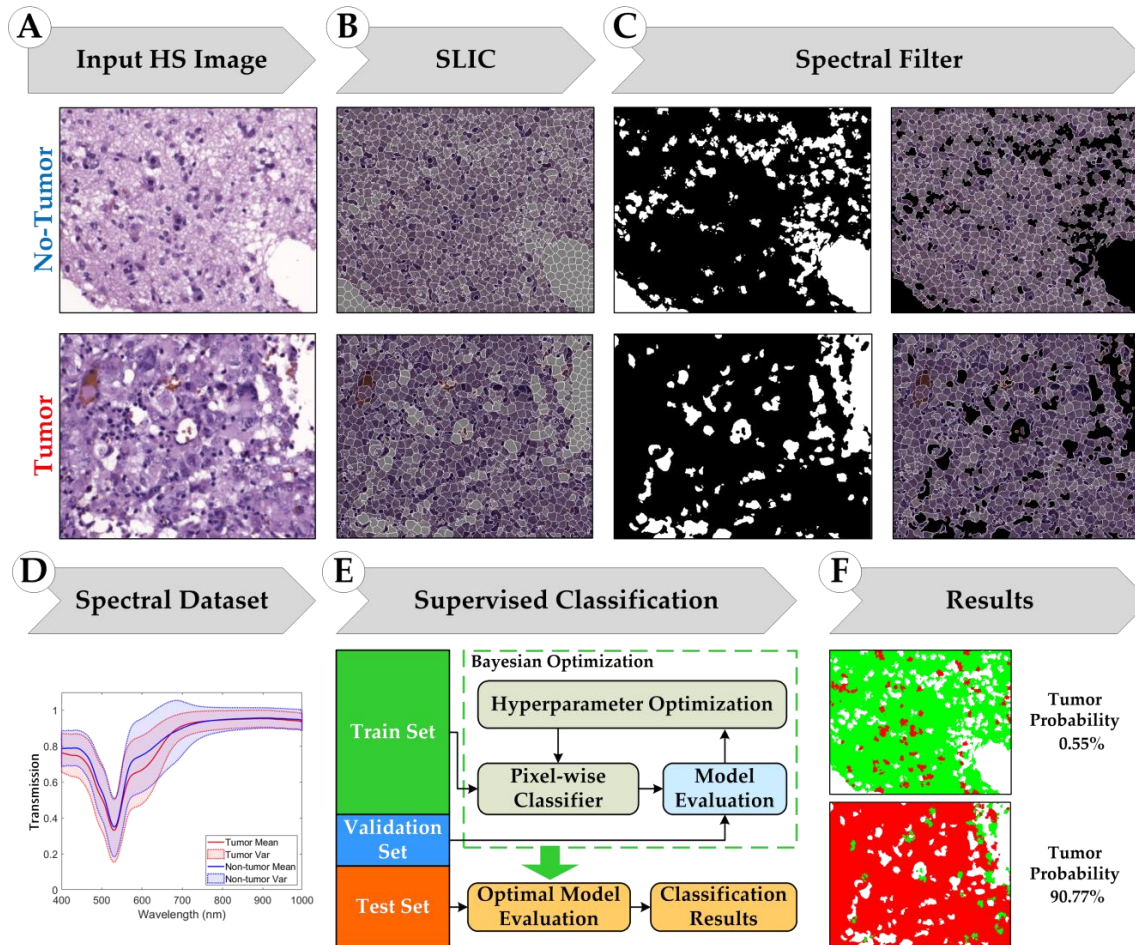 A
Input HS Image
B
SLIC
C
Spectral Filter
No-Tumor
Tumor
D
Spectral Dataset
E
Supervised Classification
F
Results
1
0.8
0.6
0.4
0.2
0
Transmission
400
500
600
700
800
900
1000
Wavelength (nm)
Tumor Mean
Tumor Var
Non-tumor Mean
Non-tumor Var
Train Set
Validation
Set
Test Set
Bayesian Optimization
Hyperparameter Optimization
Pixel-wise
Classifier
Model
Evaluation
Optimal Model
Evaluation
Classification
Results
Tumor
Probability
0.55%
Tumor
Probability
90.77%